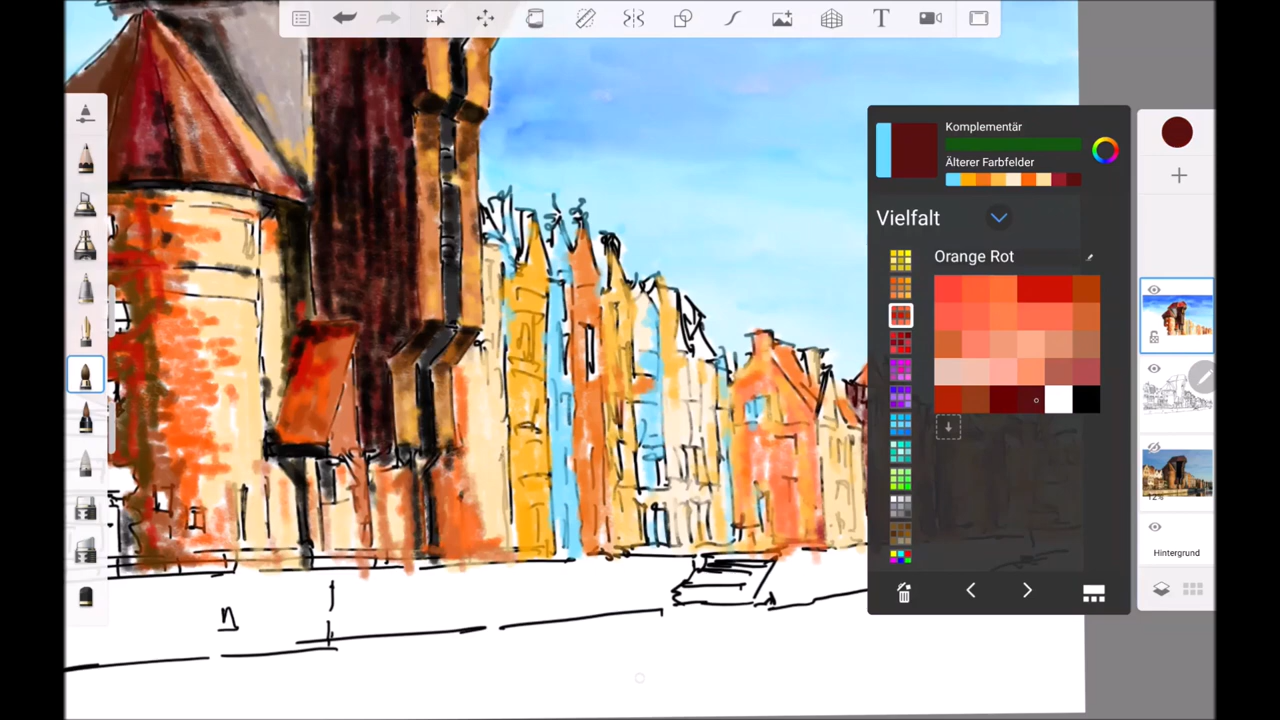 T
Komplementär
Älterer Farbfelder
Vielfalt
Orange Rot
Hintergrund
n